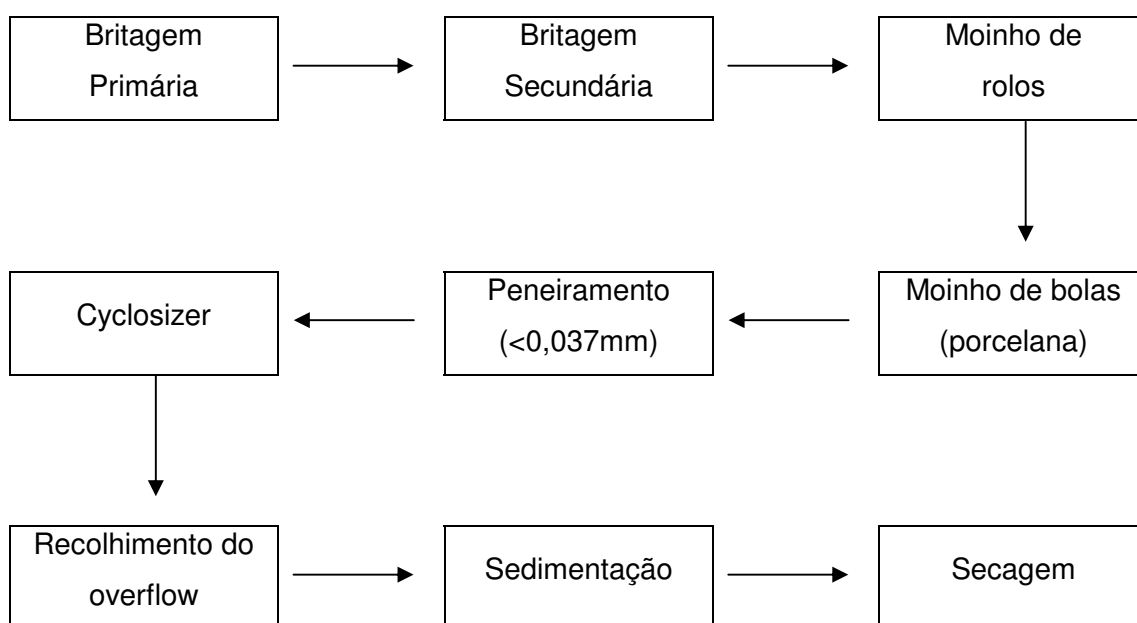 Britagem
Primária
Britagem
Secundária
Moinho de
rolos
Moinho de bolas
(porcelana)
Peneiramento
(<0,037mm)
Cyclosizer
Recolhimento do
overflow
Sedimentação
Secagem